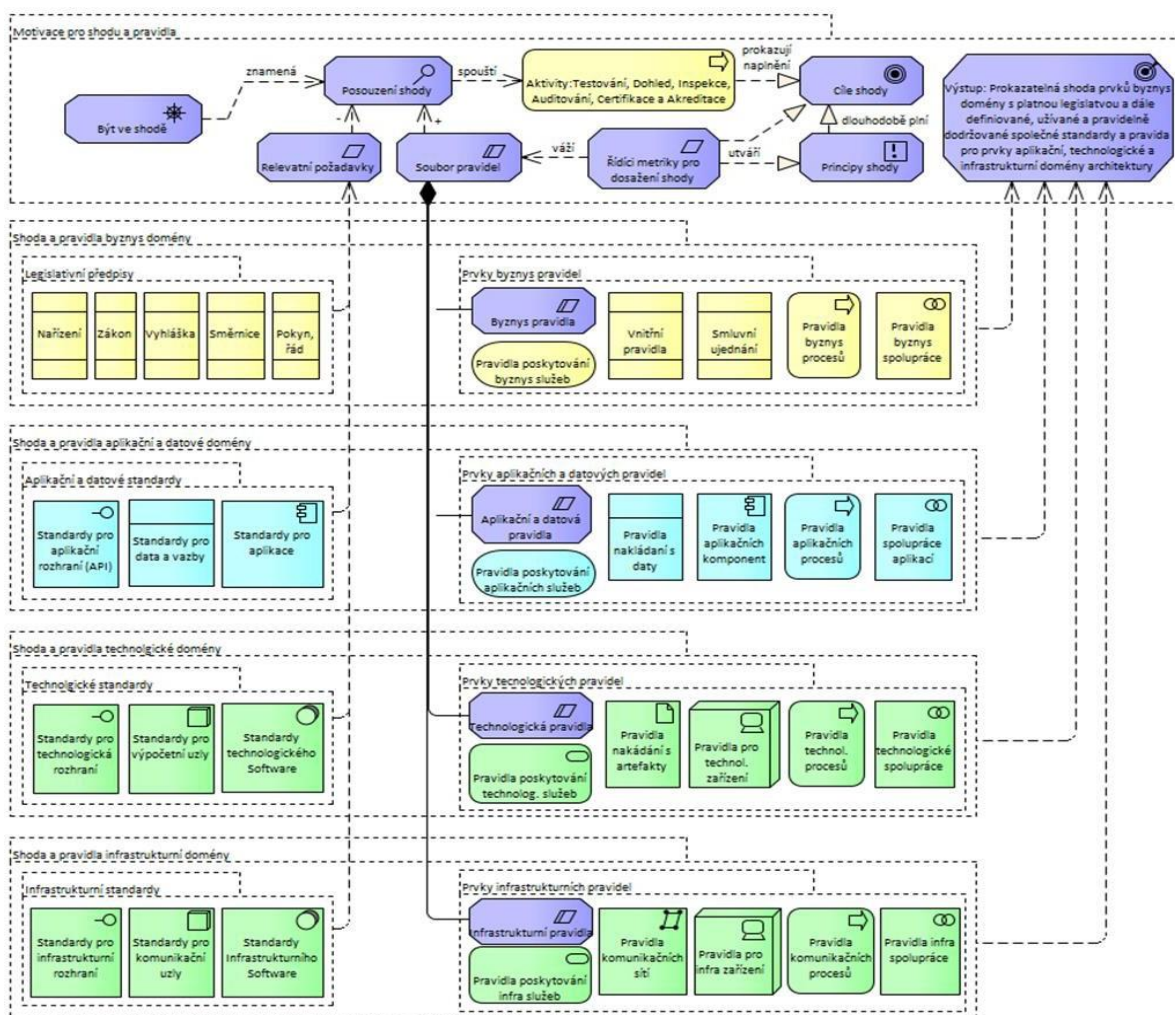 Motivace pro shodu a pravidla
znamená
Posouzení shody
spouští
Aktivity:Testování, Dohled, Inspekce,
Auditování, Certifikace a Akreditace
prokazují
naplnění
Cíle shody
Výstup: Prokazatelná shoda prvků byznys
domény s platnou legislatvou a dále
definiované, užívané a pravidelně
dodržované společné standardy a pravida
pro prvky aplikační, technologické a
infrastrukturní domény architektury
Být ve shodě
-
+
dlouhodobě plní
Relevatní požadavky
Soubor pravidel
váží
Řídíci metriky pro
dosažení shody
utváří
Principy shody
Shoda a pravidla byznys domény
Legislativní předpisy
Nařízení
Zákon
Vyhláška
Směrnice
Pokyn,
řád
Prvky byznys pravidel
Byznys pravidla
Pravidla poskytování
byznys služeb
Vnitřní
pravidla
Smluvní
ujednání
Pravidla
byznys
procesů
Pravidla
byznys
spolupráce
Shoda a pravidla aplikační a datové domény
Aplikační a datové standardy
Standardy pro
aplikační
rozhraní (API)
Standardy pro
data a vazby
Standardy pro
aplikace
Prvky aplikačních a datových pravidel
Aplikační a datová
pravidla
Pravidla poskytování
aplikačních služeb
Pravidla
nakládaní s
daty
Pravidla
aplikačních
komponent
Pravidla
aplikačních
procesů
Pravidla
spolupráce
aplikací
Shoda a pravidla technolgické domény
Technolgické standardy
Standardy pro
technologická
rozhraní
Standardy pro
výpočetní uzly
Standardy
technologického
Software
Prvky tecnologických pravidel
Technologická pravidla
Pravidla poskytování
technolog. služeb
Pravidla
nakádání s
artefakty
Pravidla pro
technol.
zařízení
Pravidla
technol.
procesů
Pravidla
technologické
spolupráce
Shoda a pravidla infrastrukturní domény
Infrastrukturní standardy
Standardy pro
infrastrukturní
rozhraní
Standardy pro
komunikační
uzly
Standardy
Infrastrukturního
Software
Prvky infrastrukturních pravidel
Infrastrukturní pravidla
Pravidla poskytování
infra služeb
Pravidla
komunikačních
sítí
Pravidla pro
infra zařízení
Pravidla
komunikačních
procesů
Pravidla infra
spolupráce